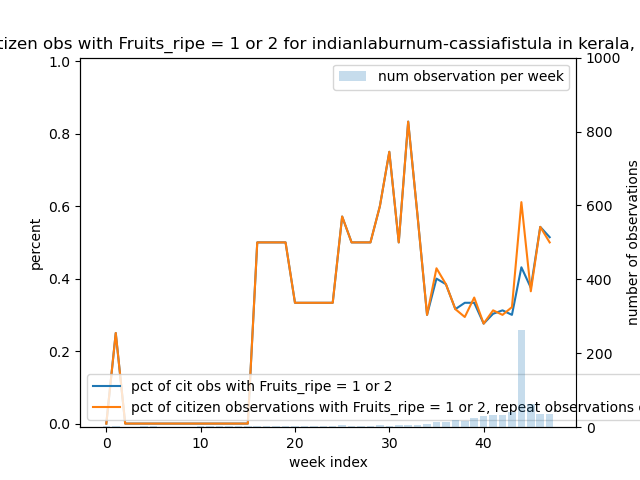 obs with Fruits_ripe = 1 or 2 for indianlaburnum-cassiafistula in kerala,
num observation per week
1.0
0.8
0.6
0.4
0.2
0.0
percent
1000
800
600
400
200
0
number of observations
pct of cit obs with Fruits_ripe = 1 or 2
pct of citizen observations with Fruits_ripe = 1 or 2, repeat observations
0 10 20 30 40
week index